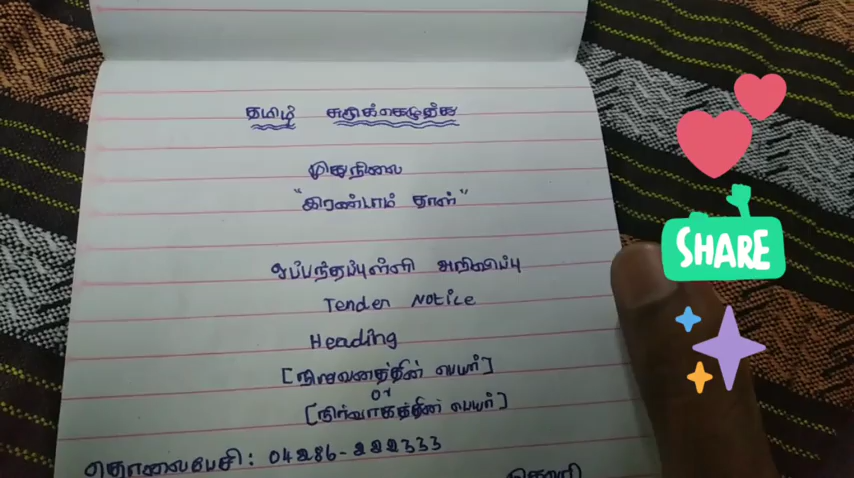 தமிழ் சுருக்கெழுத்து
முதுநிலை
"இரண்டாம் தாள்"
ஒப்பந்தப்புள்ளி அறிவிப்பு
Tender Notice
Heading
[நிறுவனத்தின் பெயர்]
or
[நிர்வாகத்தின் பெயர்]
தொலைபேசி: 04286-222333
SHARE